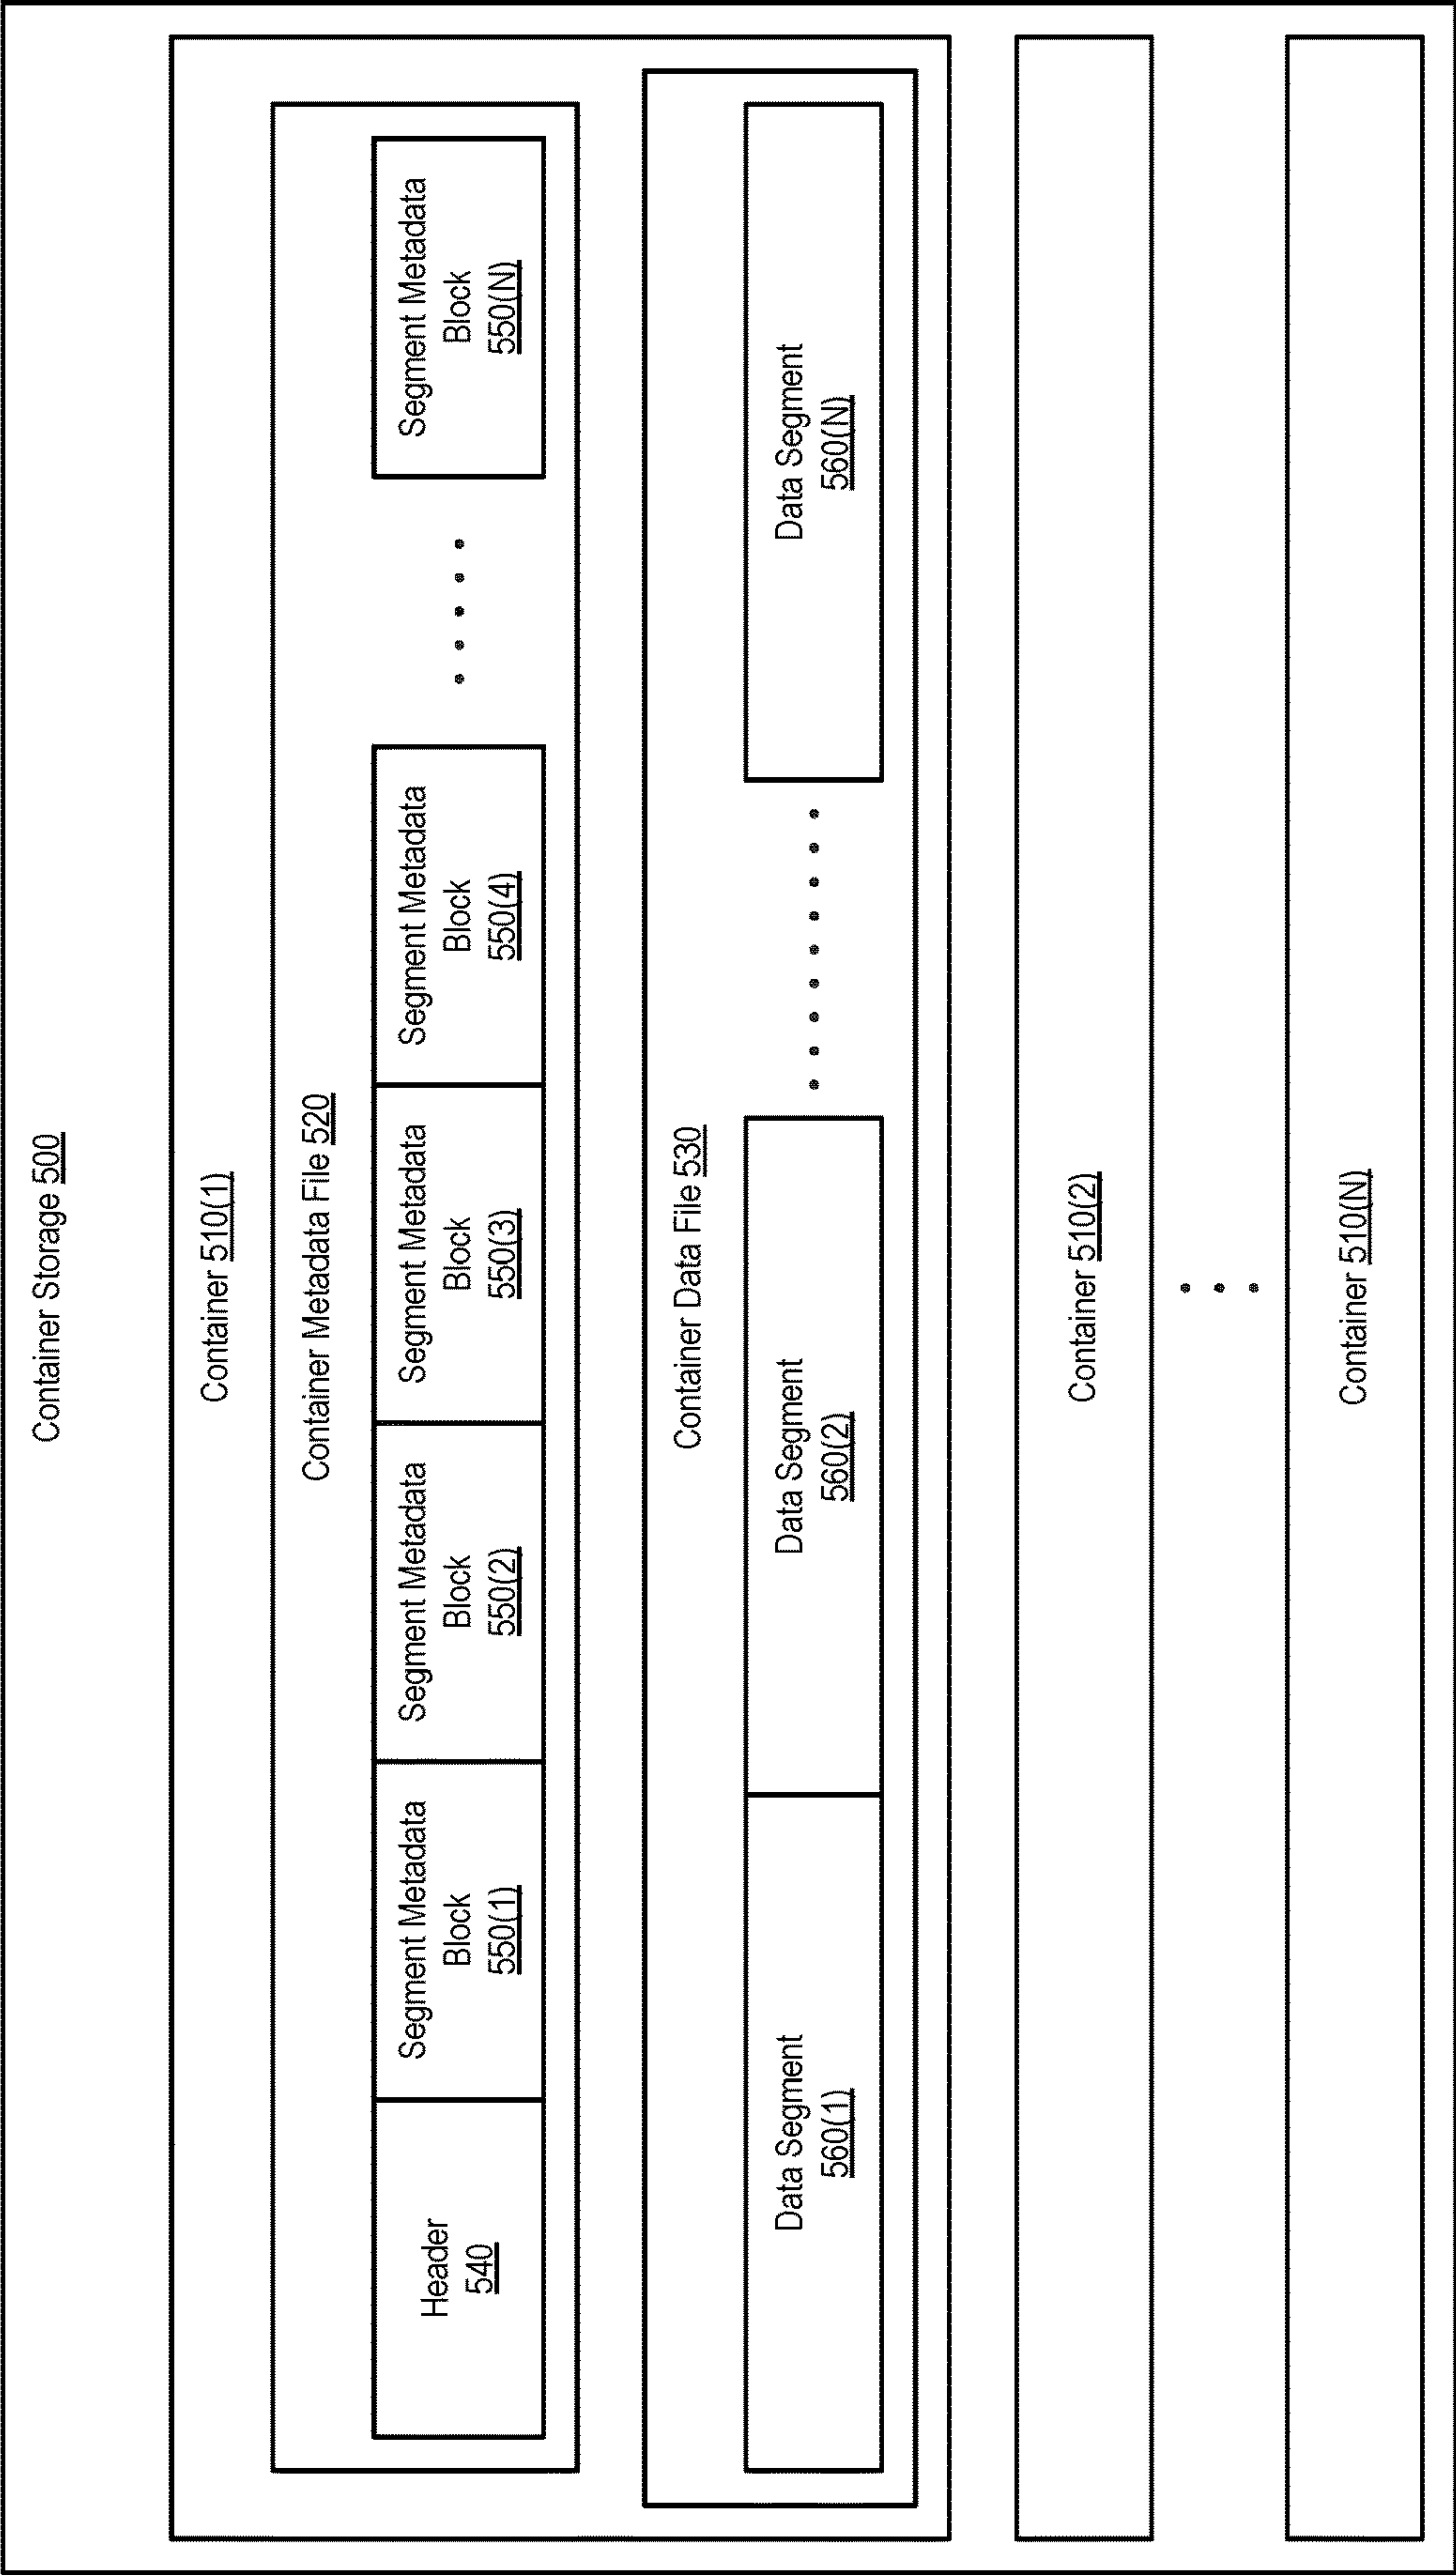 Container Storage 500
Container 510(1)
Container Metadata File 520
Header
540
Segment Metadata
Block
550(1)
Segment Metadata
Block
550(2)
Segment Metadata
Block
550(3)
Segment Metadata
Block
550(4)
Segment Metadata
Block
550(N)
Container Data File 530
Data Segment
560(1)
Data Segment
560(2)
Data Segment
560(N)
Container 510(2)
Container 510(N)